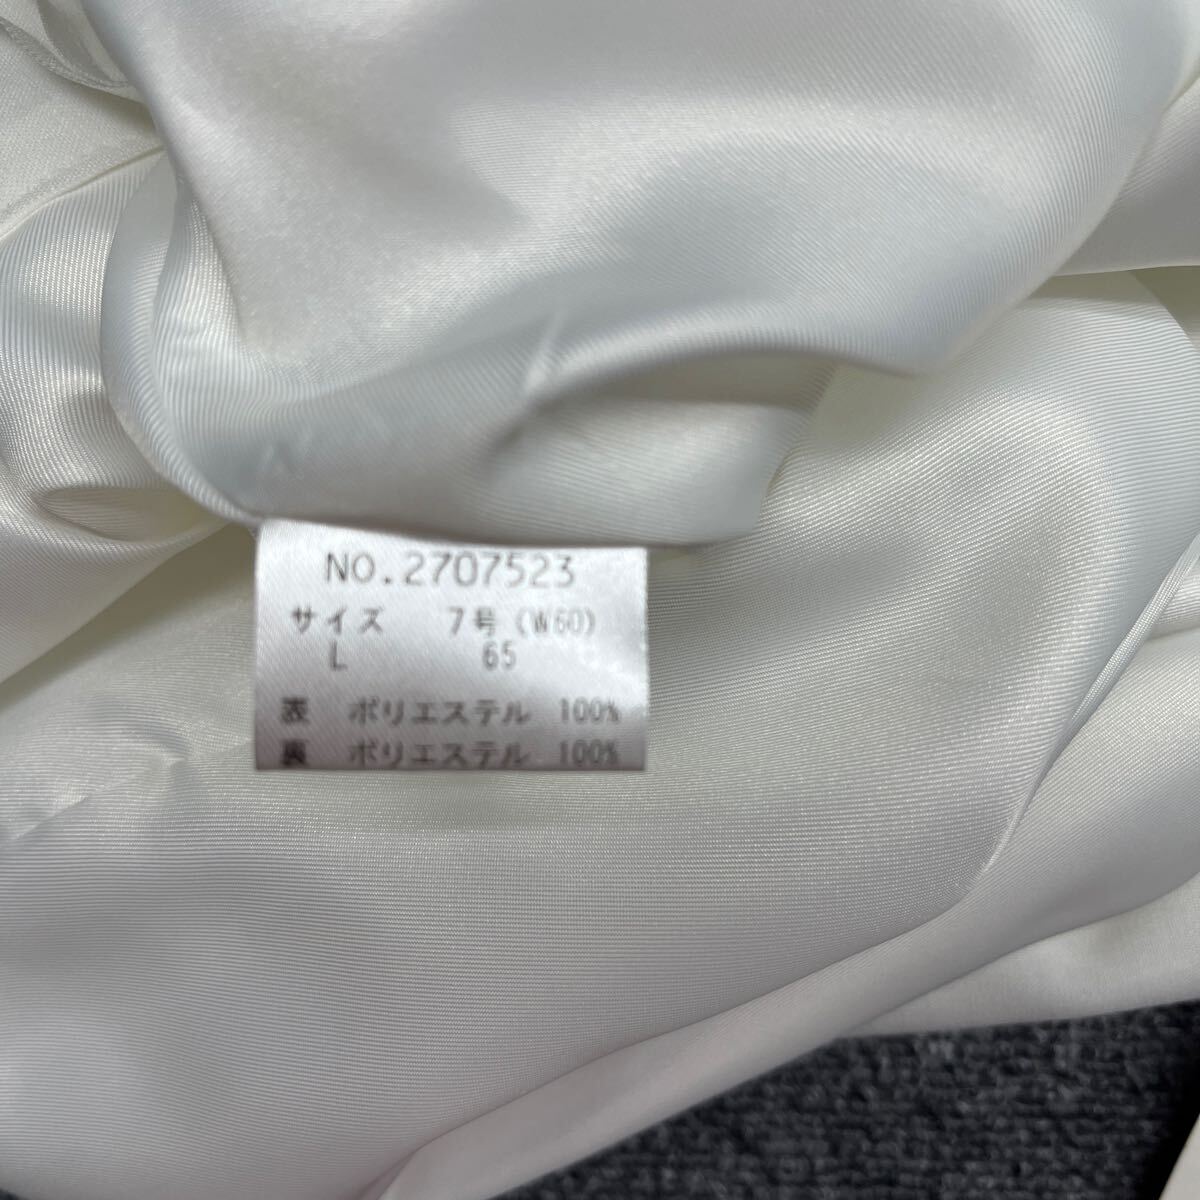 NO.2707523
サイズ 7号(W60)
L 65
表 ポリエステル 100%
裏 ポリエステル 100%